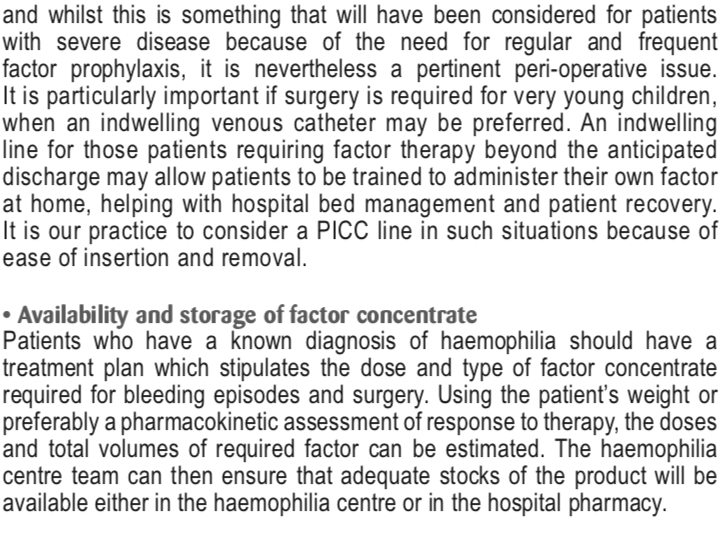 and whilst this is something that will have been considered for patients
with severe disease because of the need for regular and frequent
factor prophylaxis, it is nevertheless a pertinent peri-operative issue.
It is particularly important if surgery is required for very young children,
when an indwelling venous catheter may be preferred. An indwelling
line for those patients requiring factor therapy beyond the anticipated
discharge may allow patients to be trained to administer their own factor
at home, helping with hospital bed management and patient recovery.
It is our practice to consider a PICC line in such situations because of
ease of insertion and removal.
• Availability and storage of factor concentrate
Patients who have a known diagnosis of haemophilia should have a
treatment plan which stipulates the dose and type of factor concentrate
required for bleeding episodes and surgery. Using the patient’s weight or
preferably a pharmacokinetic assessment of response to therapy, the doses
and total volumes of required factor can be estimated. The haemophilia
centre team can then ensure that adequate stocks of the product will be
available either in the haemophilia centre or in the hospital pharmacy.